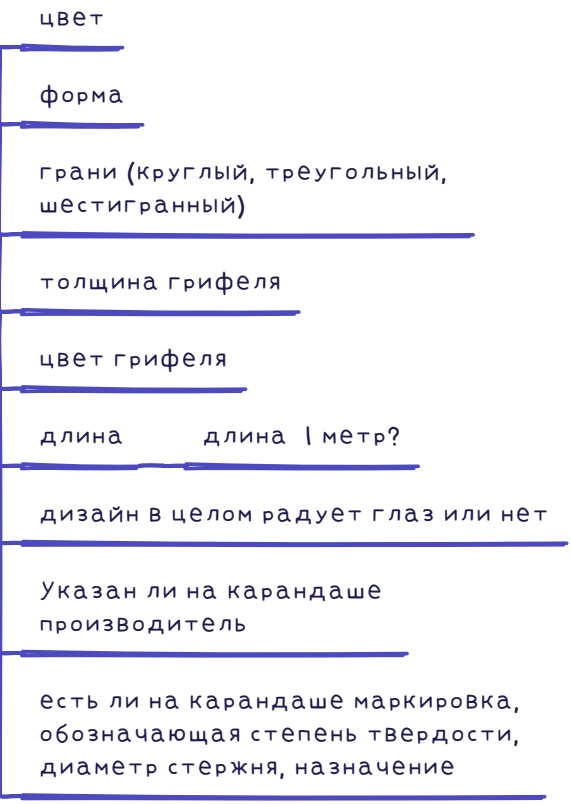 цвет
форма
грани (круглый, треугольный,
шестигранный)
толщина грифеля
цвет грифеля
длина длина 1 метр?
дизайн в целом радует глаз или нет
Указан ли на карандаше
производитель
есть ли на карандаше маркировка,
обозначающая степень твердости,
диаметр стержня, назначение